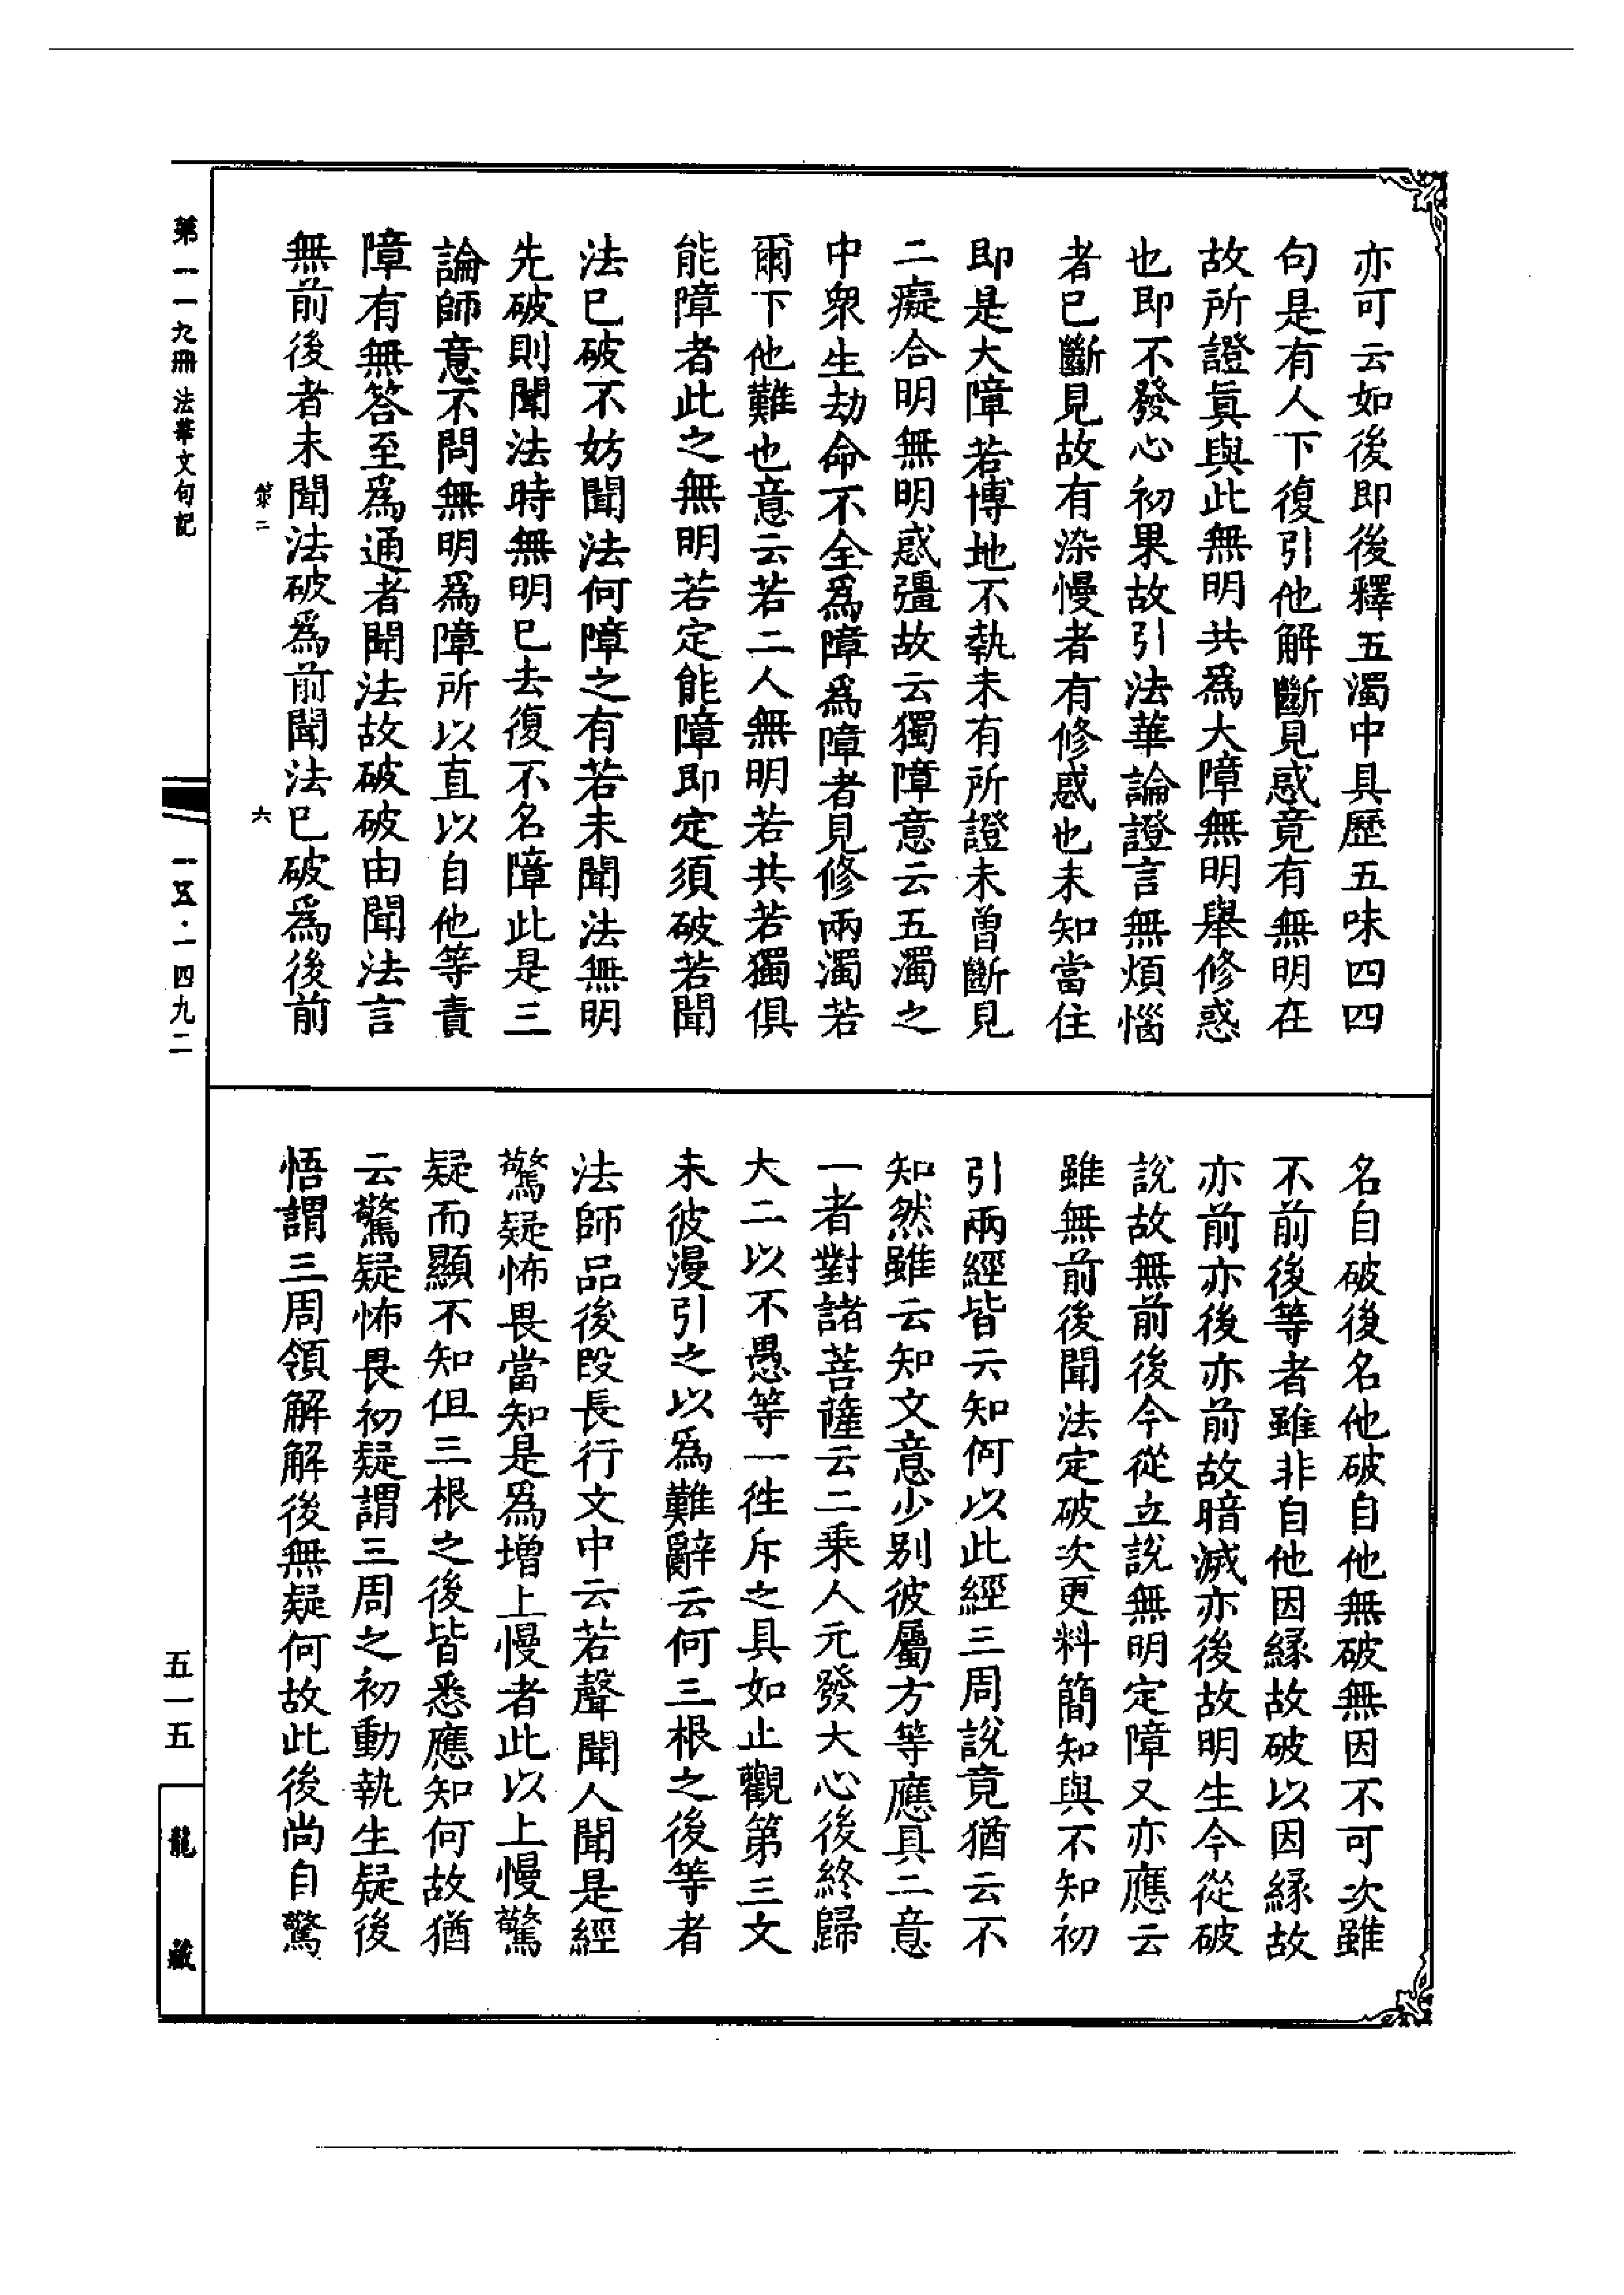 亦可云如後即後釋五濁中具歷五味四四
句是有人下復引他解斷見惑竟有無明在
故所證眞與此無明共爲大障無明舉修惑
也即不發心初果故引法華論證言無煩惱
者已斷見故有染慢者有修惑也未知當住
即是大障若博地不執未有所證未曾斷見
二癡合明無明惑彊故云獨障意云五濁之
中衆生劫命不全爲障爲障者見修兩濁若
爾下他難也意云若二人無明若共若獨俱
能障者此之無明若定能障即定須破若聞
法已破不妨聞法何障之有若未聞法無明
先破則聞法時無明已去復不名障此是三
論師意不問無明爲障所以直以自他等責
障有無答至爲通者聞法故破破由聞法言
無前後者未聞法破爲前聞法已破爲後前
名自破後名他破自他無破無因不可次雖
不前後等者雖非自他因緣故破以因緣故
亦前亦後亦前故暗滅亦後故明生今從破
說故無前後今從立說無明定障又亦應云
雖無前後聞法定破次更料簡知與不知初
引兩經皆云知何以此經三周說竟猶云不
知然雖云知文意少別彼屬方等應具二意
一者對諸菩薩云二乘人元發大心後終歸
大二以不愚等一往斥之具如止觀第三文
末彼漫引之以爲難辭云何三根之後等者
法師品後段長行文中云若聲聞人聞是經
驚疑怖畏當知是爲增上慢者此以上慢驚
疑而顯不知但三根之後皆悉應知何故猶
云驚疑怖畏初疑謂三周之初動執生疑後
悟謂三周領解解後無疑何故此後尚自驚
策二
六
第一一九冊 法華文句記
一五·一四九二
五一五
龍藏